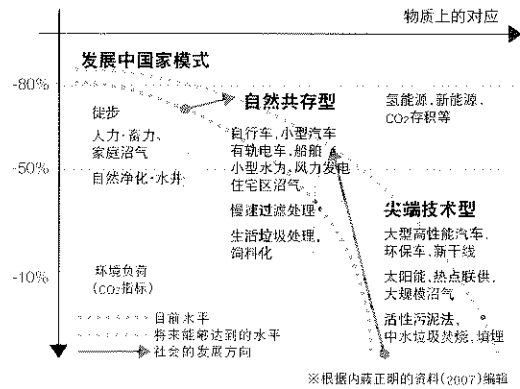 物质上的对应
发展中国家模式
-80%
自然共存型
氢能源.新能源、
CO₂存积等
徒步
人力·畜力、
家庭沼气
自然净化·水井
自行车、小型汽车
有轨电车、船舶
小型水力、风力发电
住宅区沼气
-50%
慢速过滤处理
生活垃圾处理、
饲料化
尖端技术型
大型高性能汽车、
环保车、新干线
太阳能、热点联供、
大规模沼气
活性污泥法、
中水垃圾焚烧、填埋
-10%
环境负荷
(CO₂指标)
目前水平
将来能够达到的水平
社会的发展方向
※根据内藏正明的资料(2007)编辑